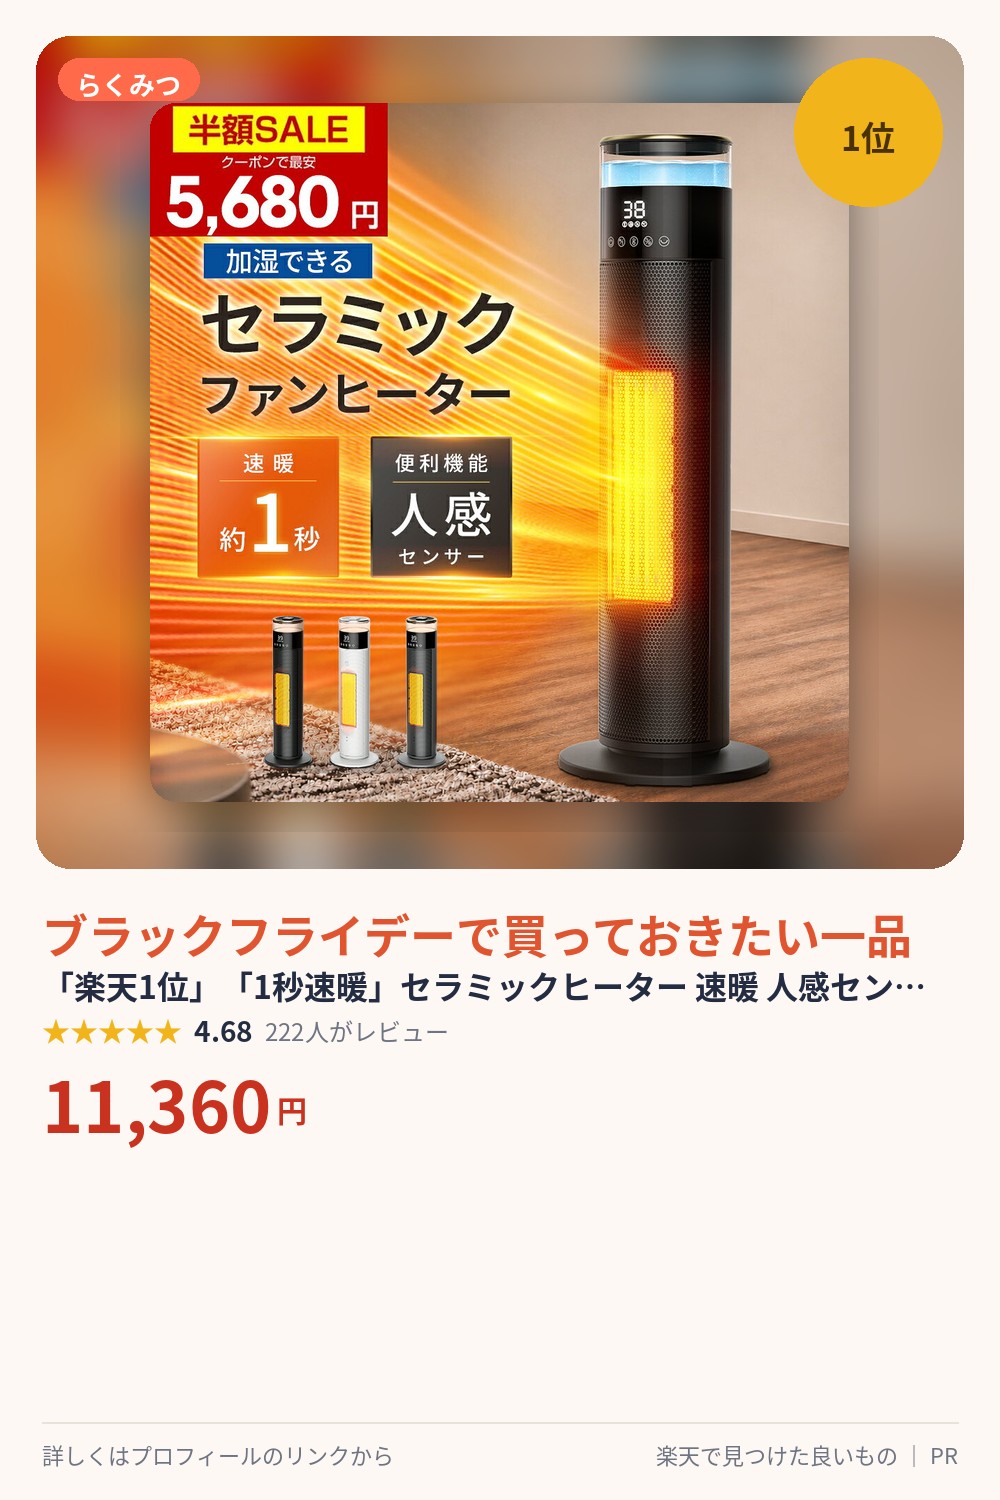 らくみつ
1位
半額SALE
クーポンで最安
5,680 円
加湿できる
セラミック
ファンヒーター
速暖
約1秒
便利機能
人感
センサー
38
ブラックフライデーで買っておきたい一品
「楽天1位」「1秒速暖」セラミックヒーター 速暖 人感セン…
★★★★★ 4.68 222人がレビュー
11,360円
詳しくはプロフィールのリンクから
楽天で見つけた良いもの｜PR